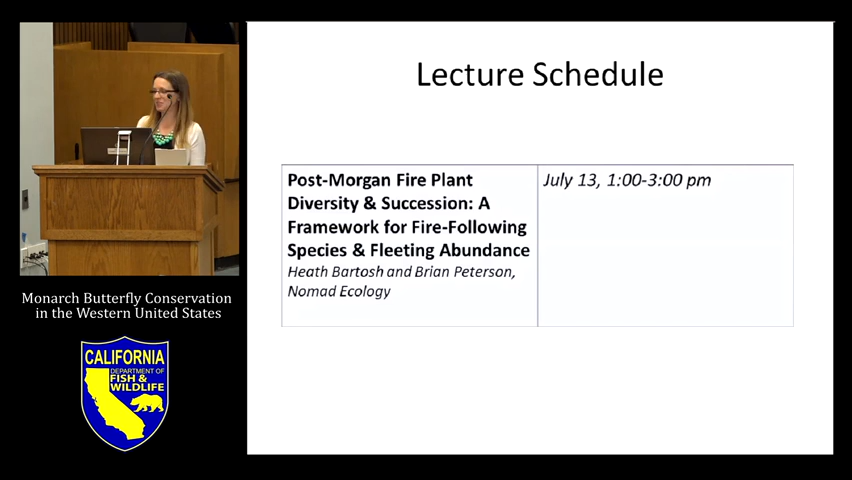 Lecture Schedule
Post-Morgan Fire Plant
Diversity & Succession: A
Framework for Fire-Following
Species & Fleeting Abundance
Heath Bartosh and Brian Peterson,
Nomad Ecology
July 13, 1:00-3:00 pm
Monarch Butterfly Conservation
in the Western United States
CALIFORNIA
DEPARTMENT OF
FISH &
WILDLIFE